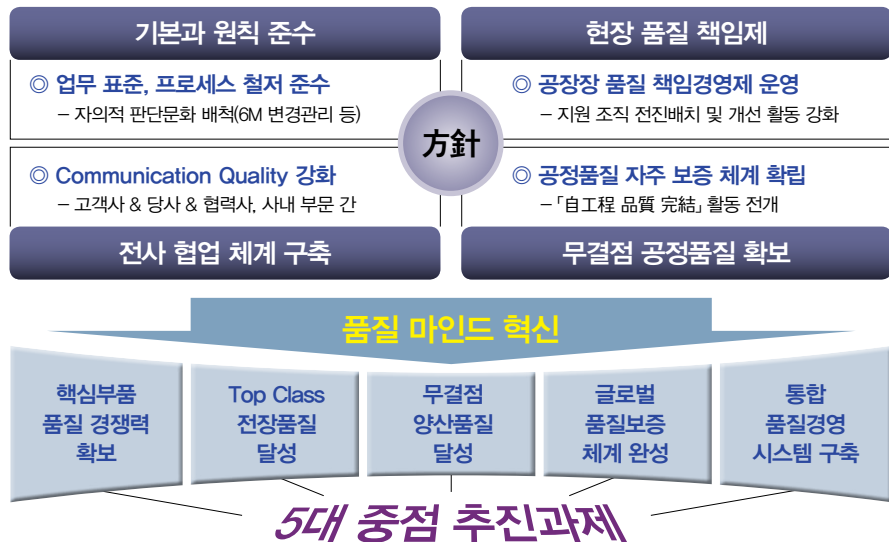 기본과 원칙 준수
현장 품질 책임제
◎ 업무 표준, 프로세스 철저 준수
– 자의적 판단문화 배척(6M 변경관리 등)
◎ 공장장 품질 책임경영제 운영
– 지원 조직 전진배치 및 개선 활동 강화
方針
◎ Communication Quality 강화
– 고객사 & 당사 & 협력사, 사내 부문 간
◎ 공정품질 자주 보증 체계 확립
–「自工程 品質 完結」활동 전개
전사 협업 체계 구축
무결점 공정품질 확보
품질 마인드 혁신
핵심부품
품질 경쟁력
확보
Top Class
전장품질
달성
무결점
양산품질
달성
글로벌
품질보증
체계 완성
통합
품질경영
시스템 구축
5대 중점 추진과제